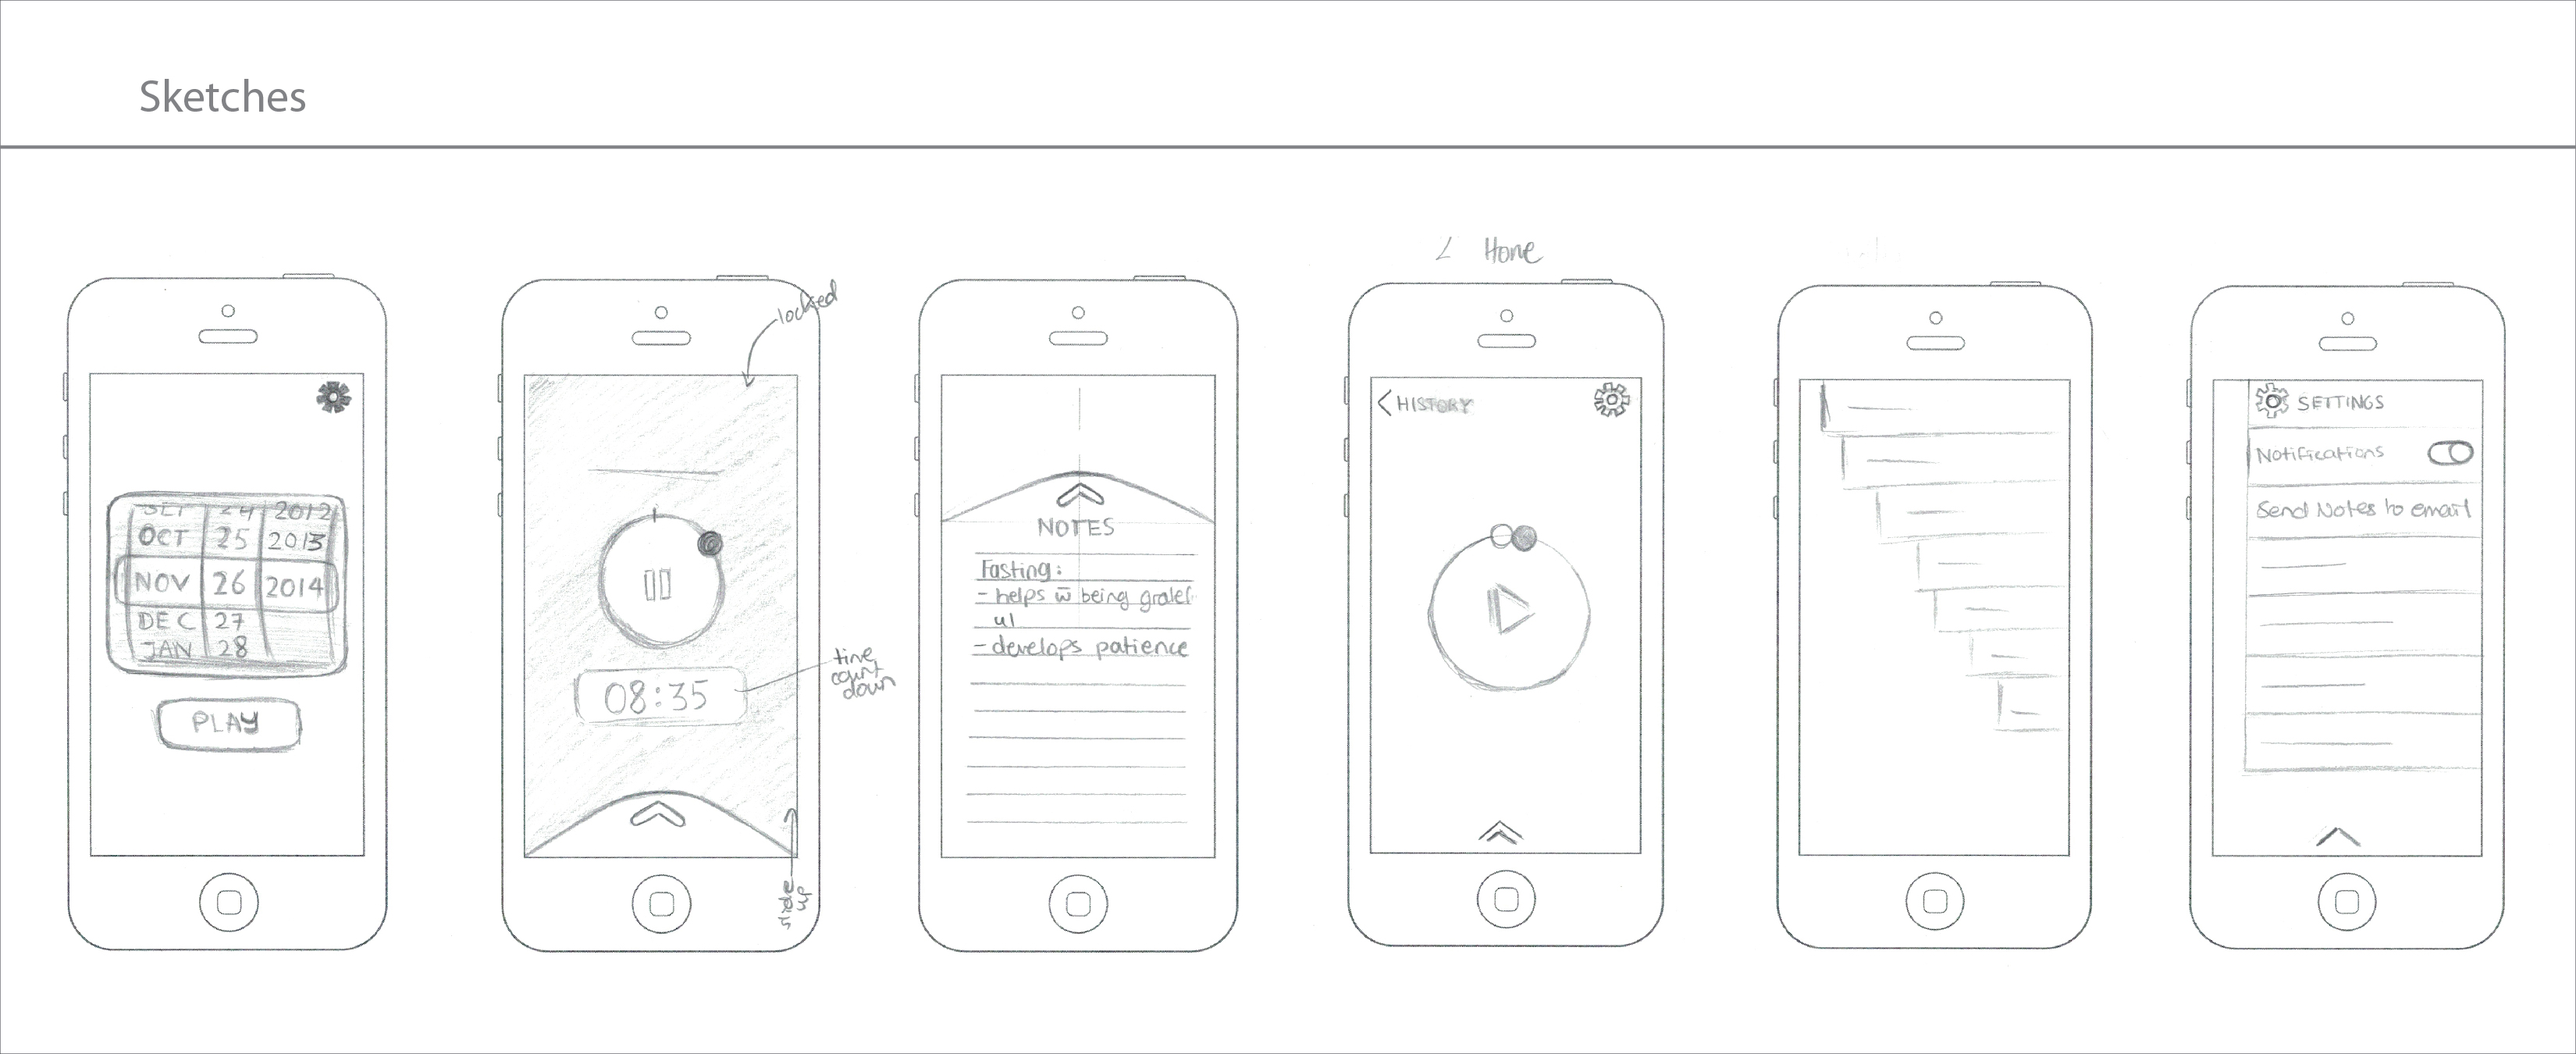 Sketches
24 2012
OCT 25 2013
NOV 26 2014
DEC 27
JAN 28
PLAY
locked
08:35
time
count
down
slide
up
NOTES
Fasting:
- helps w̄ being gratef
ul
- develops patience
< Home
< HISTORY
SETTINGS
Notifications
Send Notes to email